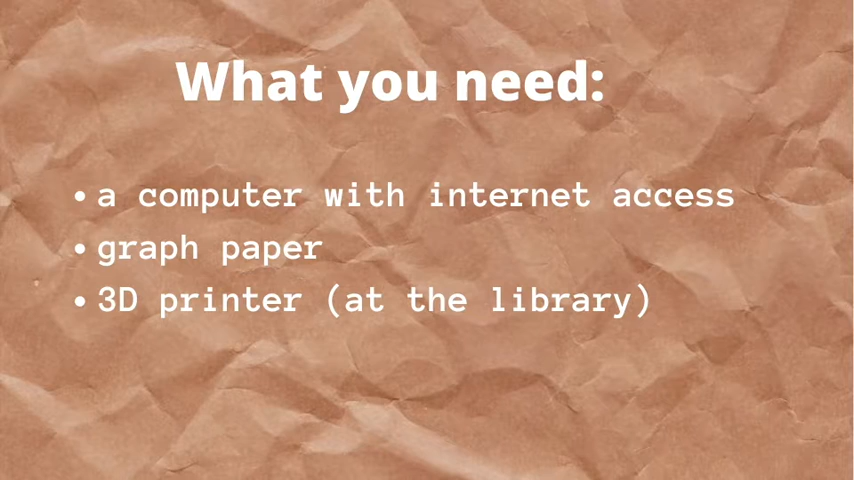 What you need:
• a computer with internet access
• graph paper
• 3D printer (at the library)